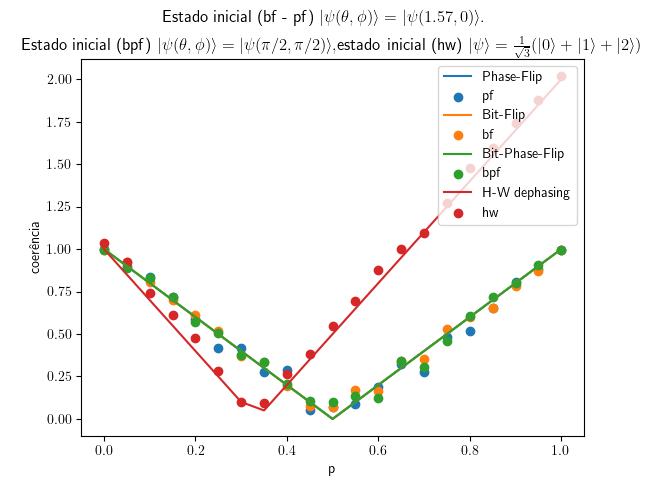 Estado inicial (bf - pf) |ψ(θ, ϕ)⟩ = |ψ(1.57, 0)⟩.
Estado inicial (bpf) |ψ(θ, ϕ)⟩ = |ψ(π/2, π/2)⟩,estado inicial (hw) |ψ⟩ = 1/√3(|0⟩ + |1⟩ + |2⟩)
2.00
1.75
1.50
1.25
1.00
0.75
0.50
0.25
0.00
coerência
Phase-Flip
pf
Bit-Flip
bf
Bit-Phase-Flip
bpf
H-W dephasing
hw
0.0 0.2 0.4 0.6 0.8 1.0
p